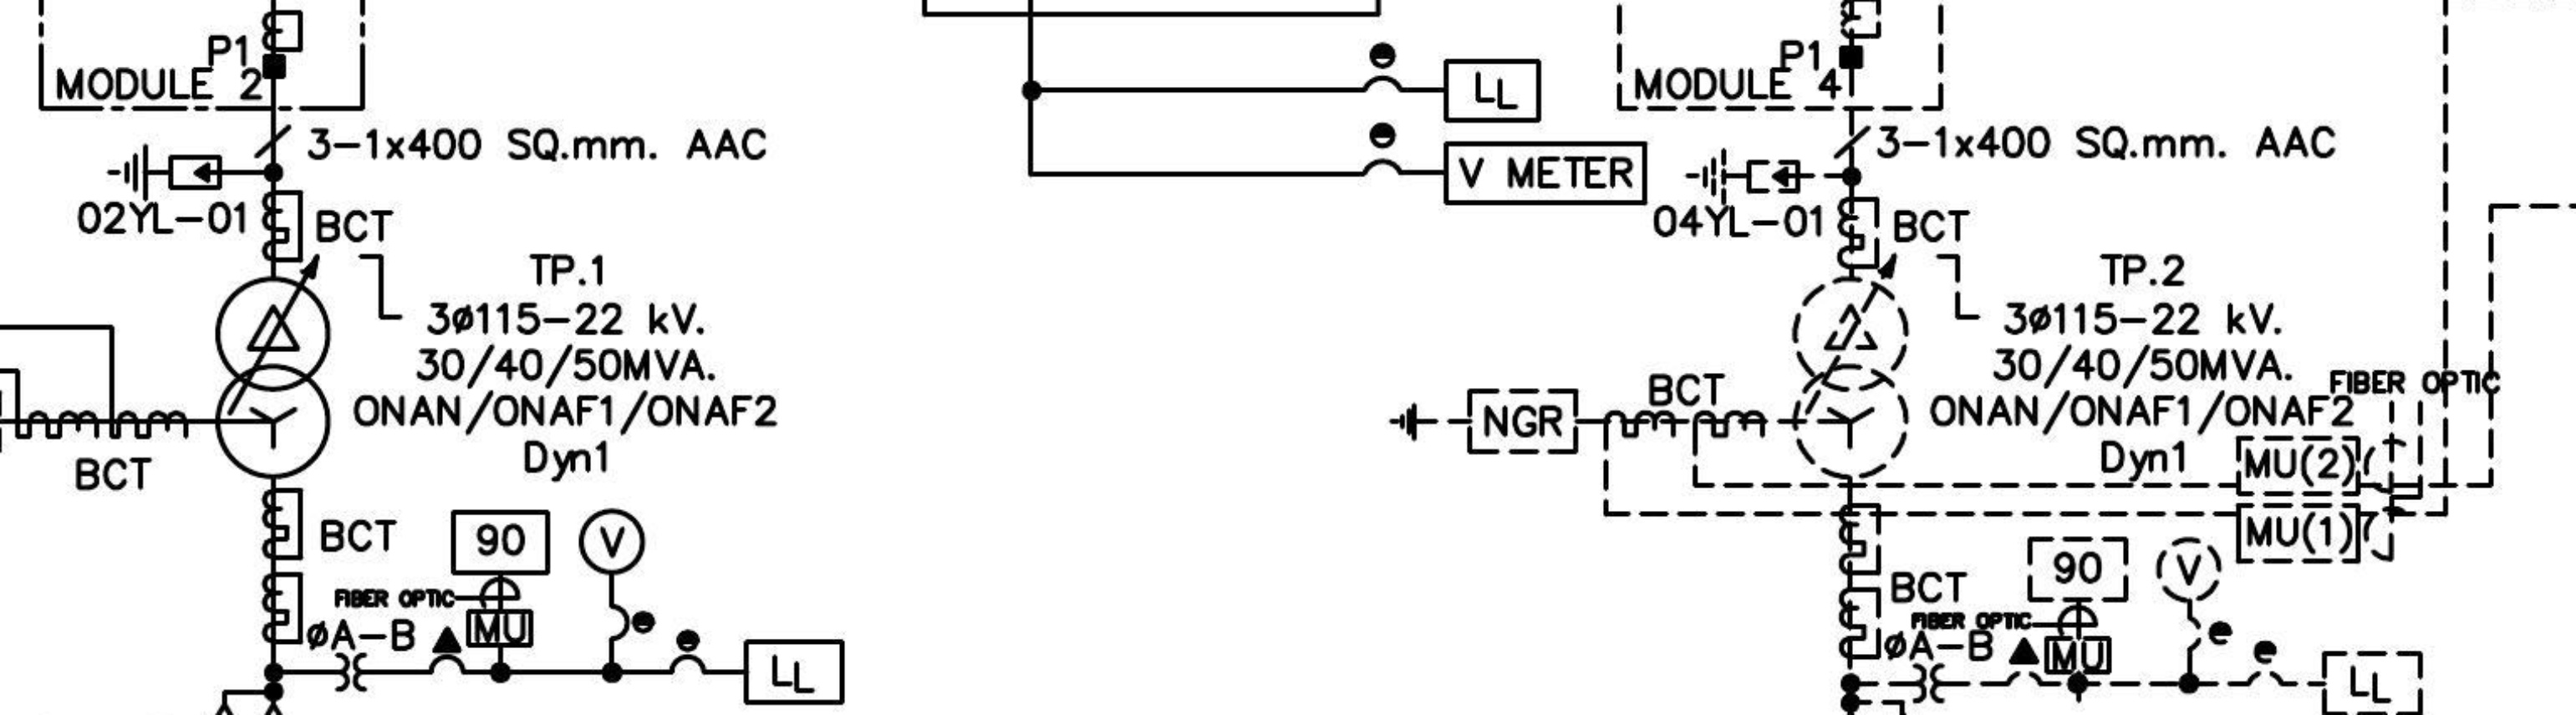 P1
MODULE 2
3-1x400 SQ.mm. AAC
02YL-01
BCT
TP.1
3ø115-22 kV.
30/40/50MVA.
ONAN/ONAF1/ONAF2
Dyn1
BCT
BCT
90
V
FIBER OPTIC
MU
øA-B
LL
LL
V METER
P1
MODULE 4
3-1x400 SQ.mm. AAC
04YL-01
BCT
TP.2
3ø115-22 kV.
30/40/50MVA.
ONAN/ONAF1/ONAF2
Dyn1
FIBER OPTIC
BCT
NGR
MU(2)
MU(1)
BCT
90
V
FIBER OPTIC
MU
øA-B
LL